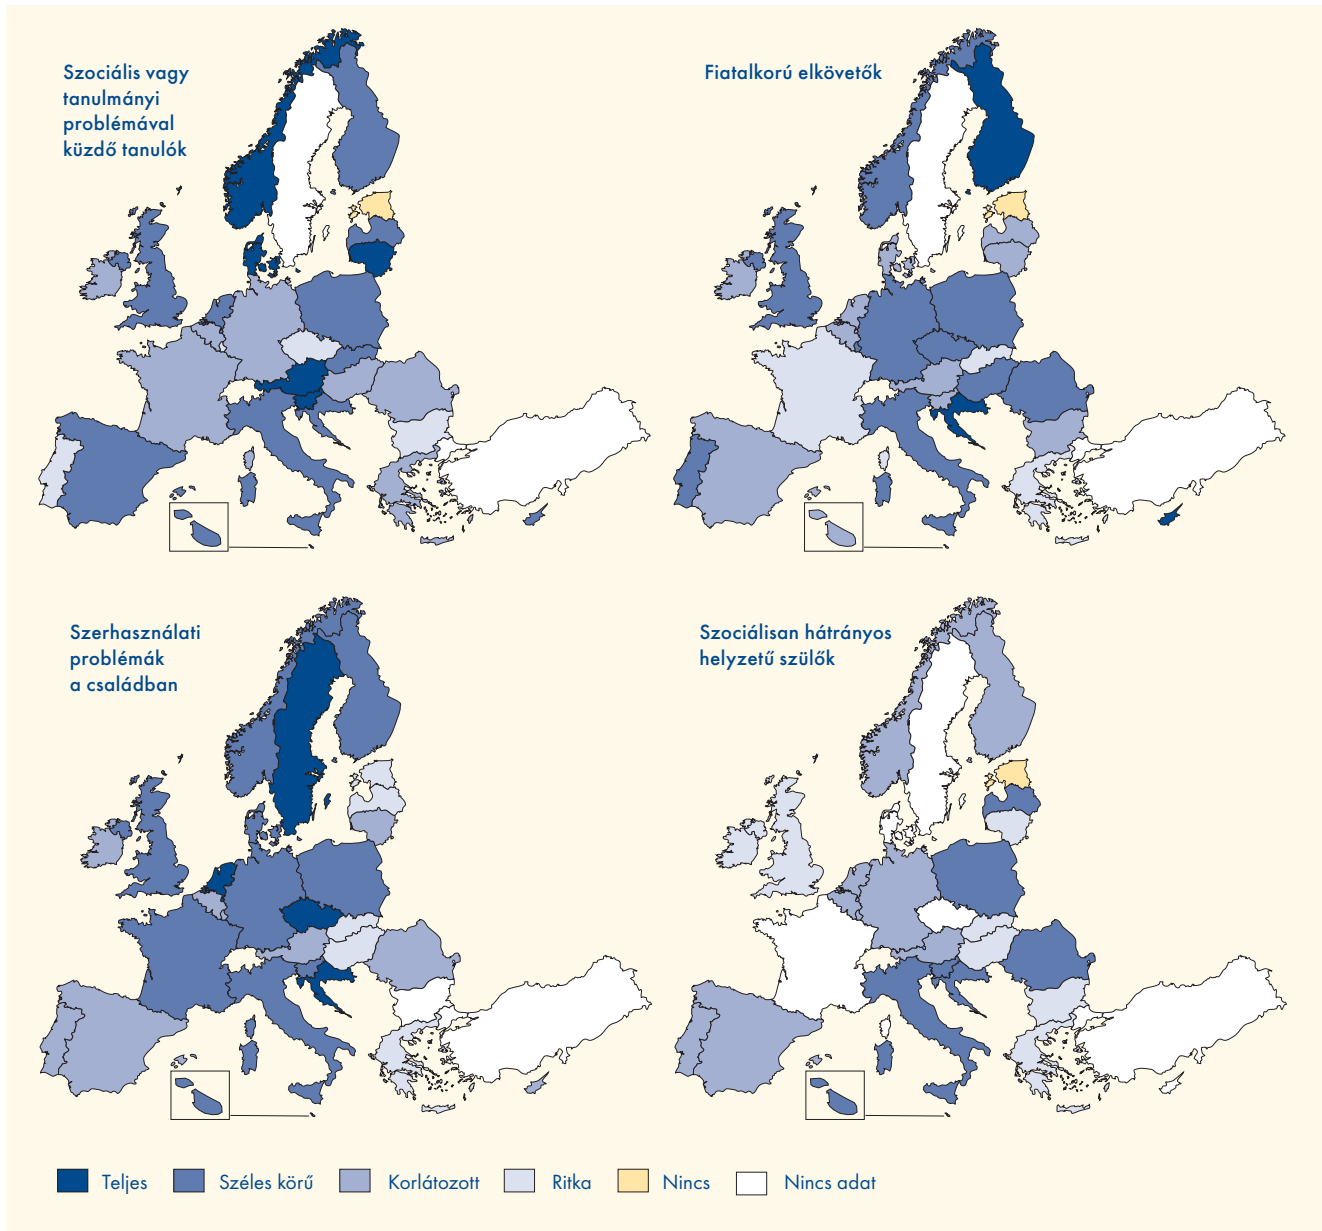 Szociális vagy
tanulmányi
problémával
küzdő tanulók
Fiatalkorú elkövetők
Szerhasználati
problémák
a családban
Szociálisan hátrányos
helyzetű szülők
Teljes
Széles körű
Korlátozott
Ritka
Nincs
Nincs adat